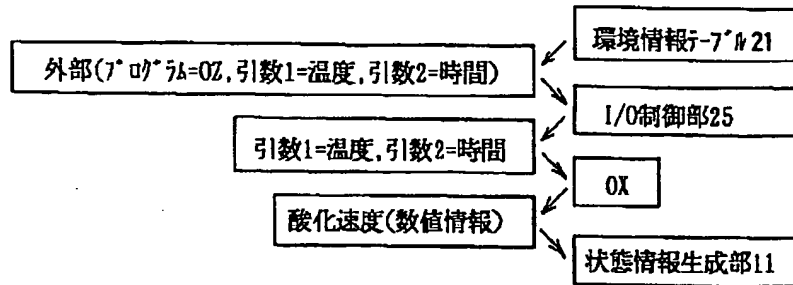 環境情報ﾃｰﾌﾞﾙ21
外部(ﾌﾟﾛｸﾞﾗﾑ=OZ,引数1=温度,引数2=時間)
I/O制御部25
引数1=温度,引数2=時間
OX
酸化速度(数値情報)
状態情報生成部11